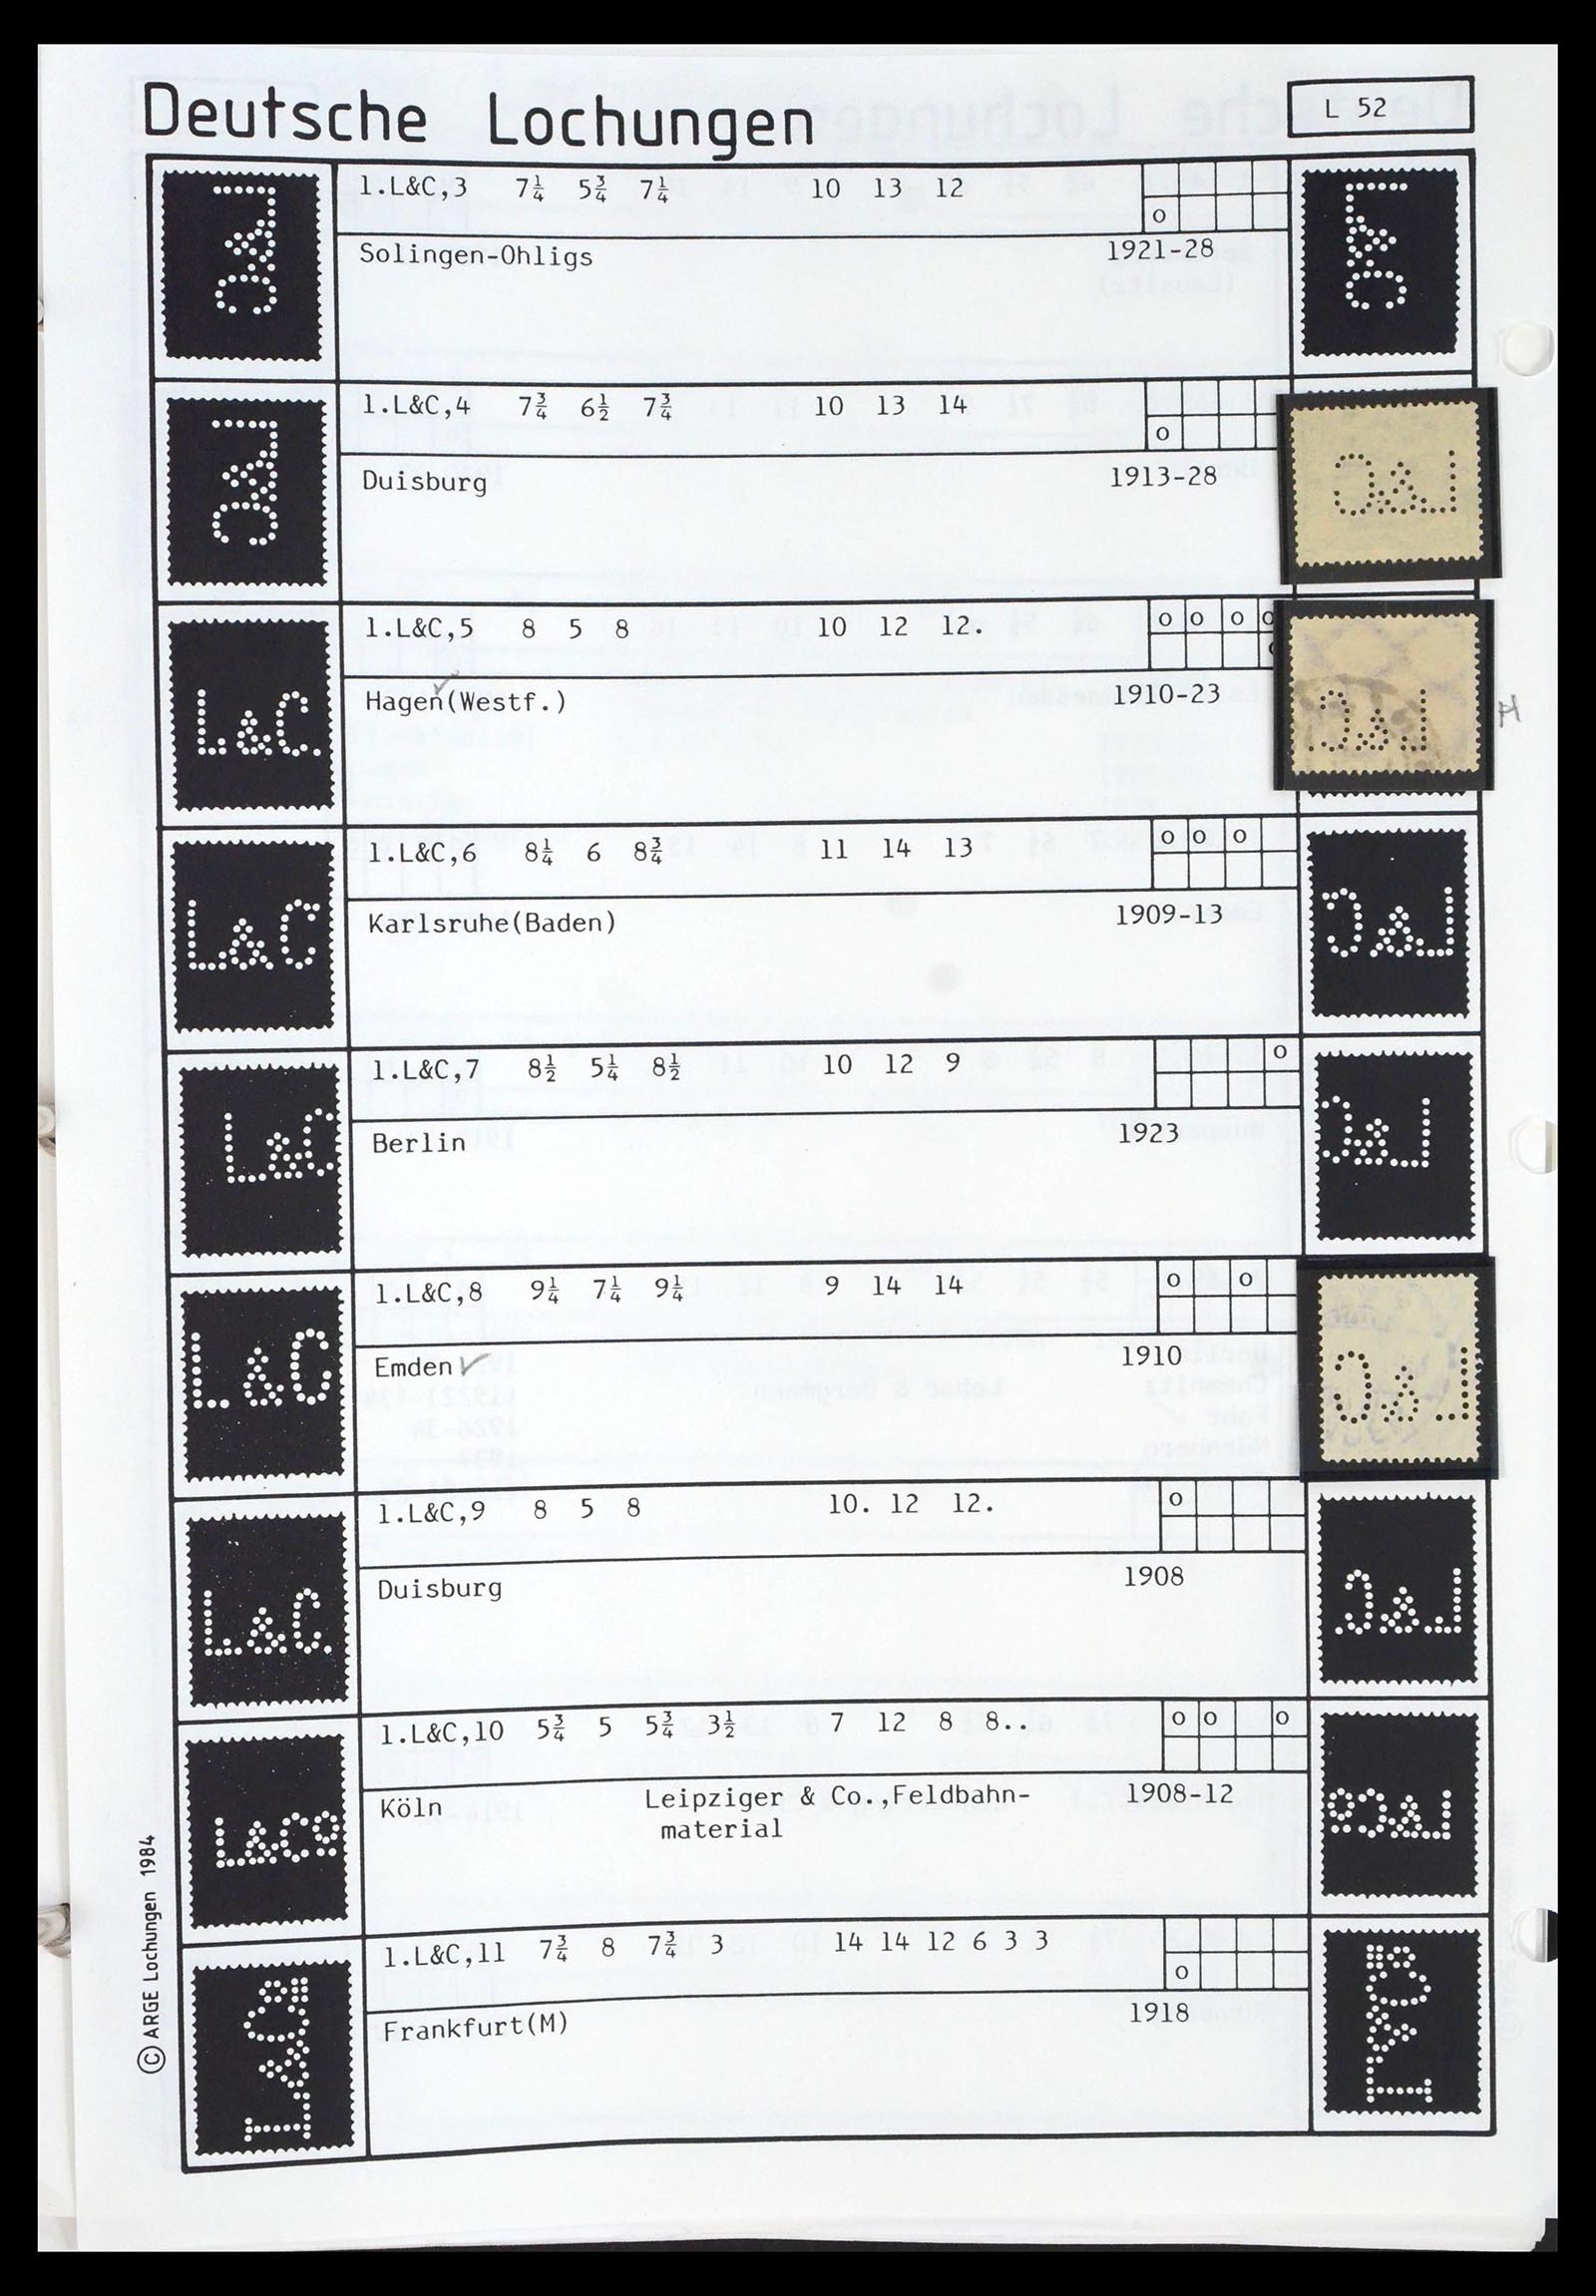 Deutsche Lochungen
L 52
1.L&C,3 7¼ 5¾ 7¼ 10 13 12
o
Solingen-Ohligs 1921-28
L&C
L&C
1.L&C,4 7¾ 6½ 7¾ 10 13 14
o
Duisburg 1913-28
L&C
L&C
1.L&C,5 8 5 8 10 12 12.
o o o o
Hagen(Westf.) 1910-23
L&C.
L&C
1.L&C,6 8¼ 6 8¾ 11 14 13
o o o
Karlsruhe(Baden) 1909-13
L&C
L&C
1.L&C,7 8½ 5¼ 8½ 10 12 9
o
Berlin 1923
L&C
L&C
1.L&C,8 9¼ 7¼ 9¼ 9 14 14
o o
Emden 1910
L&C
L&C
1.L&C,9 8 5 8 10. 12 12.
o
Duisburg 1908
L&C.
L&C.
1.L&C,10 5¾ 5 5¾ 3½ 7 12 8 8..
o o o
Köln Leipziger & Co.,Feldbahn- 1908-12
material
L&Co
L&Co
1.L&C,11 7¾ 8 7¾ 3 14 14 12 6 3 3
o
Frankfurt(M) 1918
© ARGE Lochungen 1984